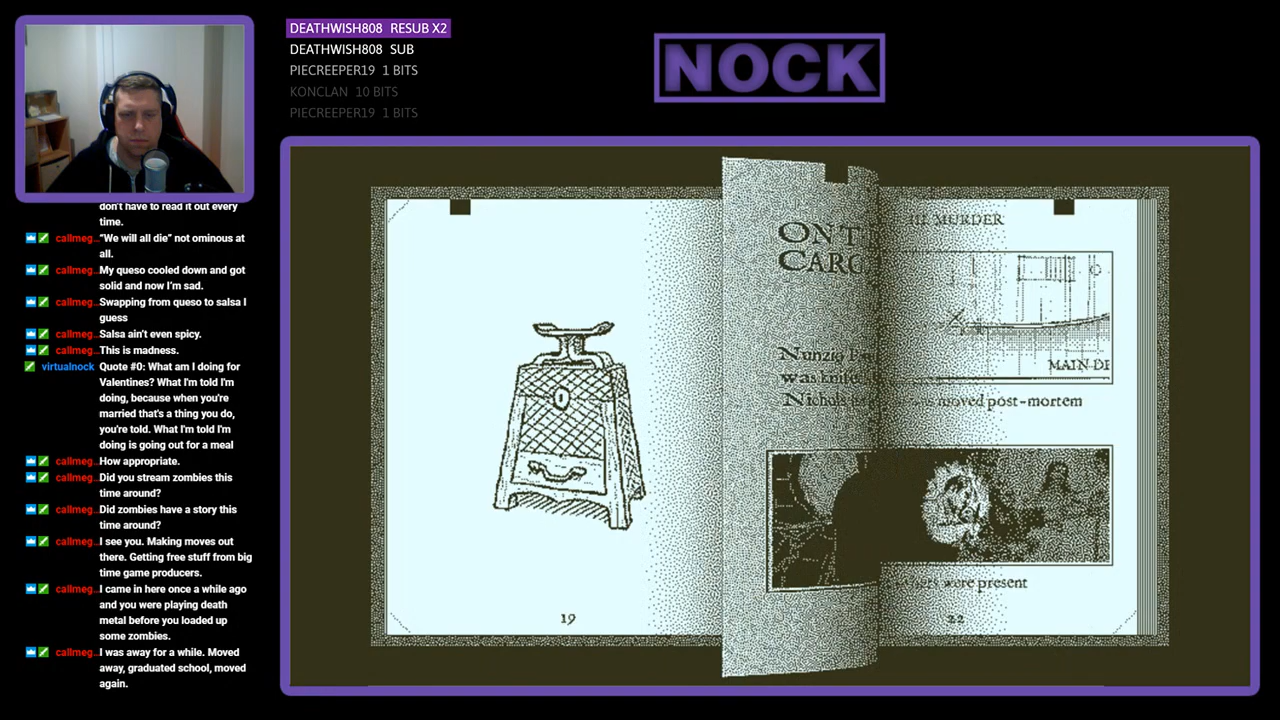 DEATHWISH808 RESUB X2
DEATHWISH808 SUB
PIECREEPER19 1 BITS
KONCLAN 10 BITS
PIECREEPER19 1 BITS
NOCK
don't have to read it out every
time.
callmeg… "We will all die" not ominous at
all.
callmeg… My queso cooled down and got
solid and now I'm sad.
callmeg… Swapping from queso to salsa I
guess
callmeg… Salsa ain't even spicy.
callmeg… This is madness.
virtualnock Quote #0: What am I doing for
Valentines? What I'm told I'm
doing, because when you're
married that's a thing you do,
you're told. What I'm told I'm
doing is going out for a meal
callmeg… How appropriate.
callmeg… Did you stream zombies this
time around?
callmeg… Did zombies have a story this
time around?
callmeg… I see you. Making moves out
there. Getting free stuff from big
time game producers.
callmeg… I came in here once a while ago
and you were playing death
metal before you loaded up
some zombies.
callmeg… I was away for a while. Moved
away, graduated school, moved
again.
19
ON T
CARG
Nunzio
was
Nichols
MURDER
MAIN DE
moved post-mortem
were present
22